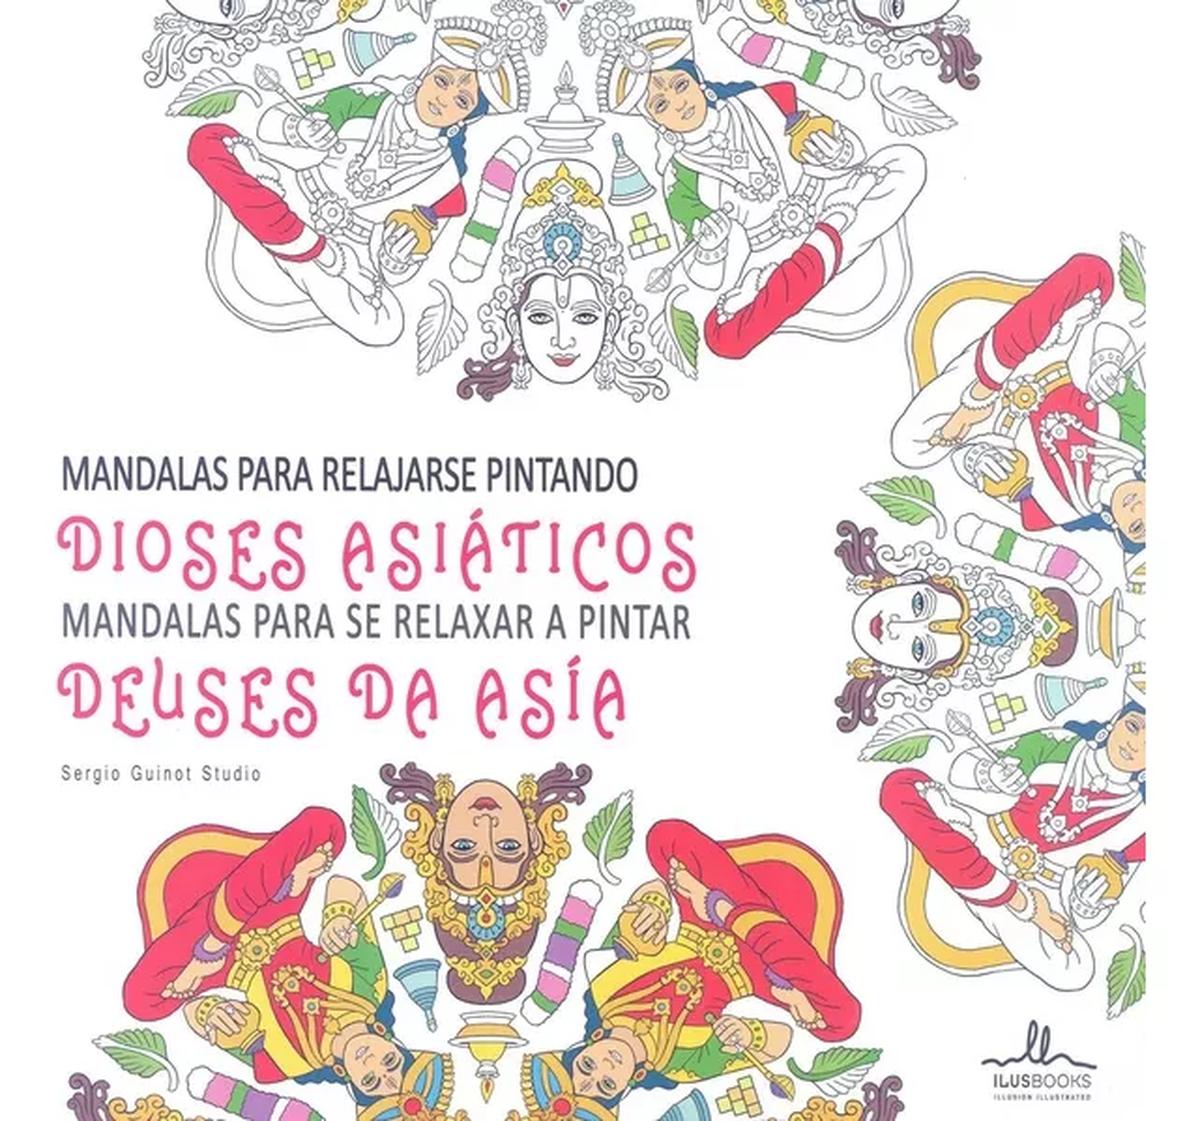 MANDALAS PARA RELAJARSE PINTANDO
DIOSES ASIÁTICOS
MANDALAS PARA SE RELAXAR A PINTAR
DEUSES DA ASÍA
Sergio Guinot Studio
ILUSBOOKS
ILLUSION ILLUSTRATED